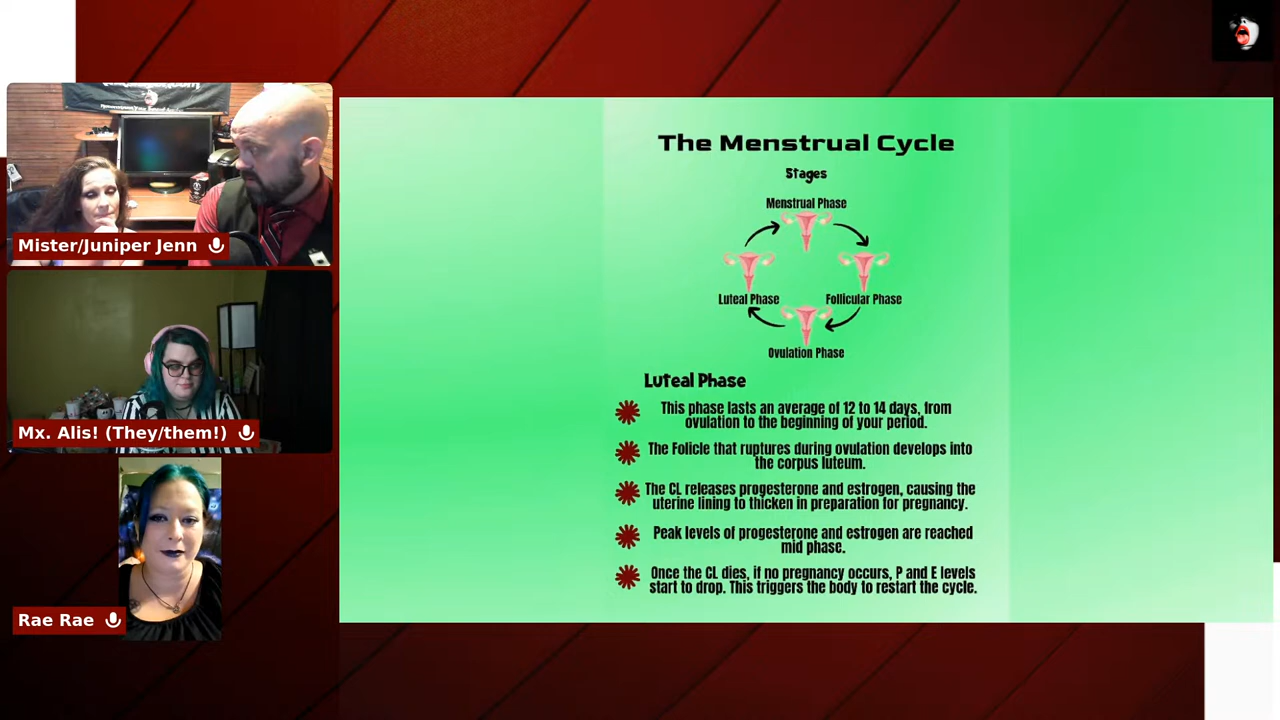 The Menstrual Cycle
Stages
Menstrual Phase
Luteal Phase
Follicular Phase
Ovulation Phase
Luteal Phase
This phase lasts an average of 12 to 14 days, from
ovulation to the beginning of your period.
The Folicle that ruptures during ovulation develops into
the corpus luteum.
The CL releases progesterone and estrogen, causing the
uterine lining to thicken in preparation for pregnancy.
Peak levels of progesterone and estrogen are reached
mid phase.
Once the CL dies, if no pregnancy occurs, P and E levels
start to drop. This triggers the body to restart the cycle.
Mister/Juniper Jenn
Mx. Alis! (They/them!)
Rae Rae